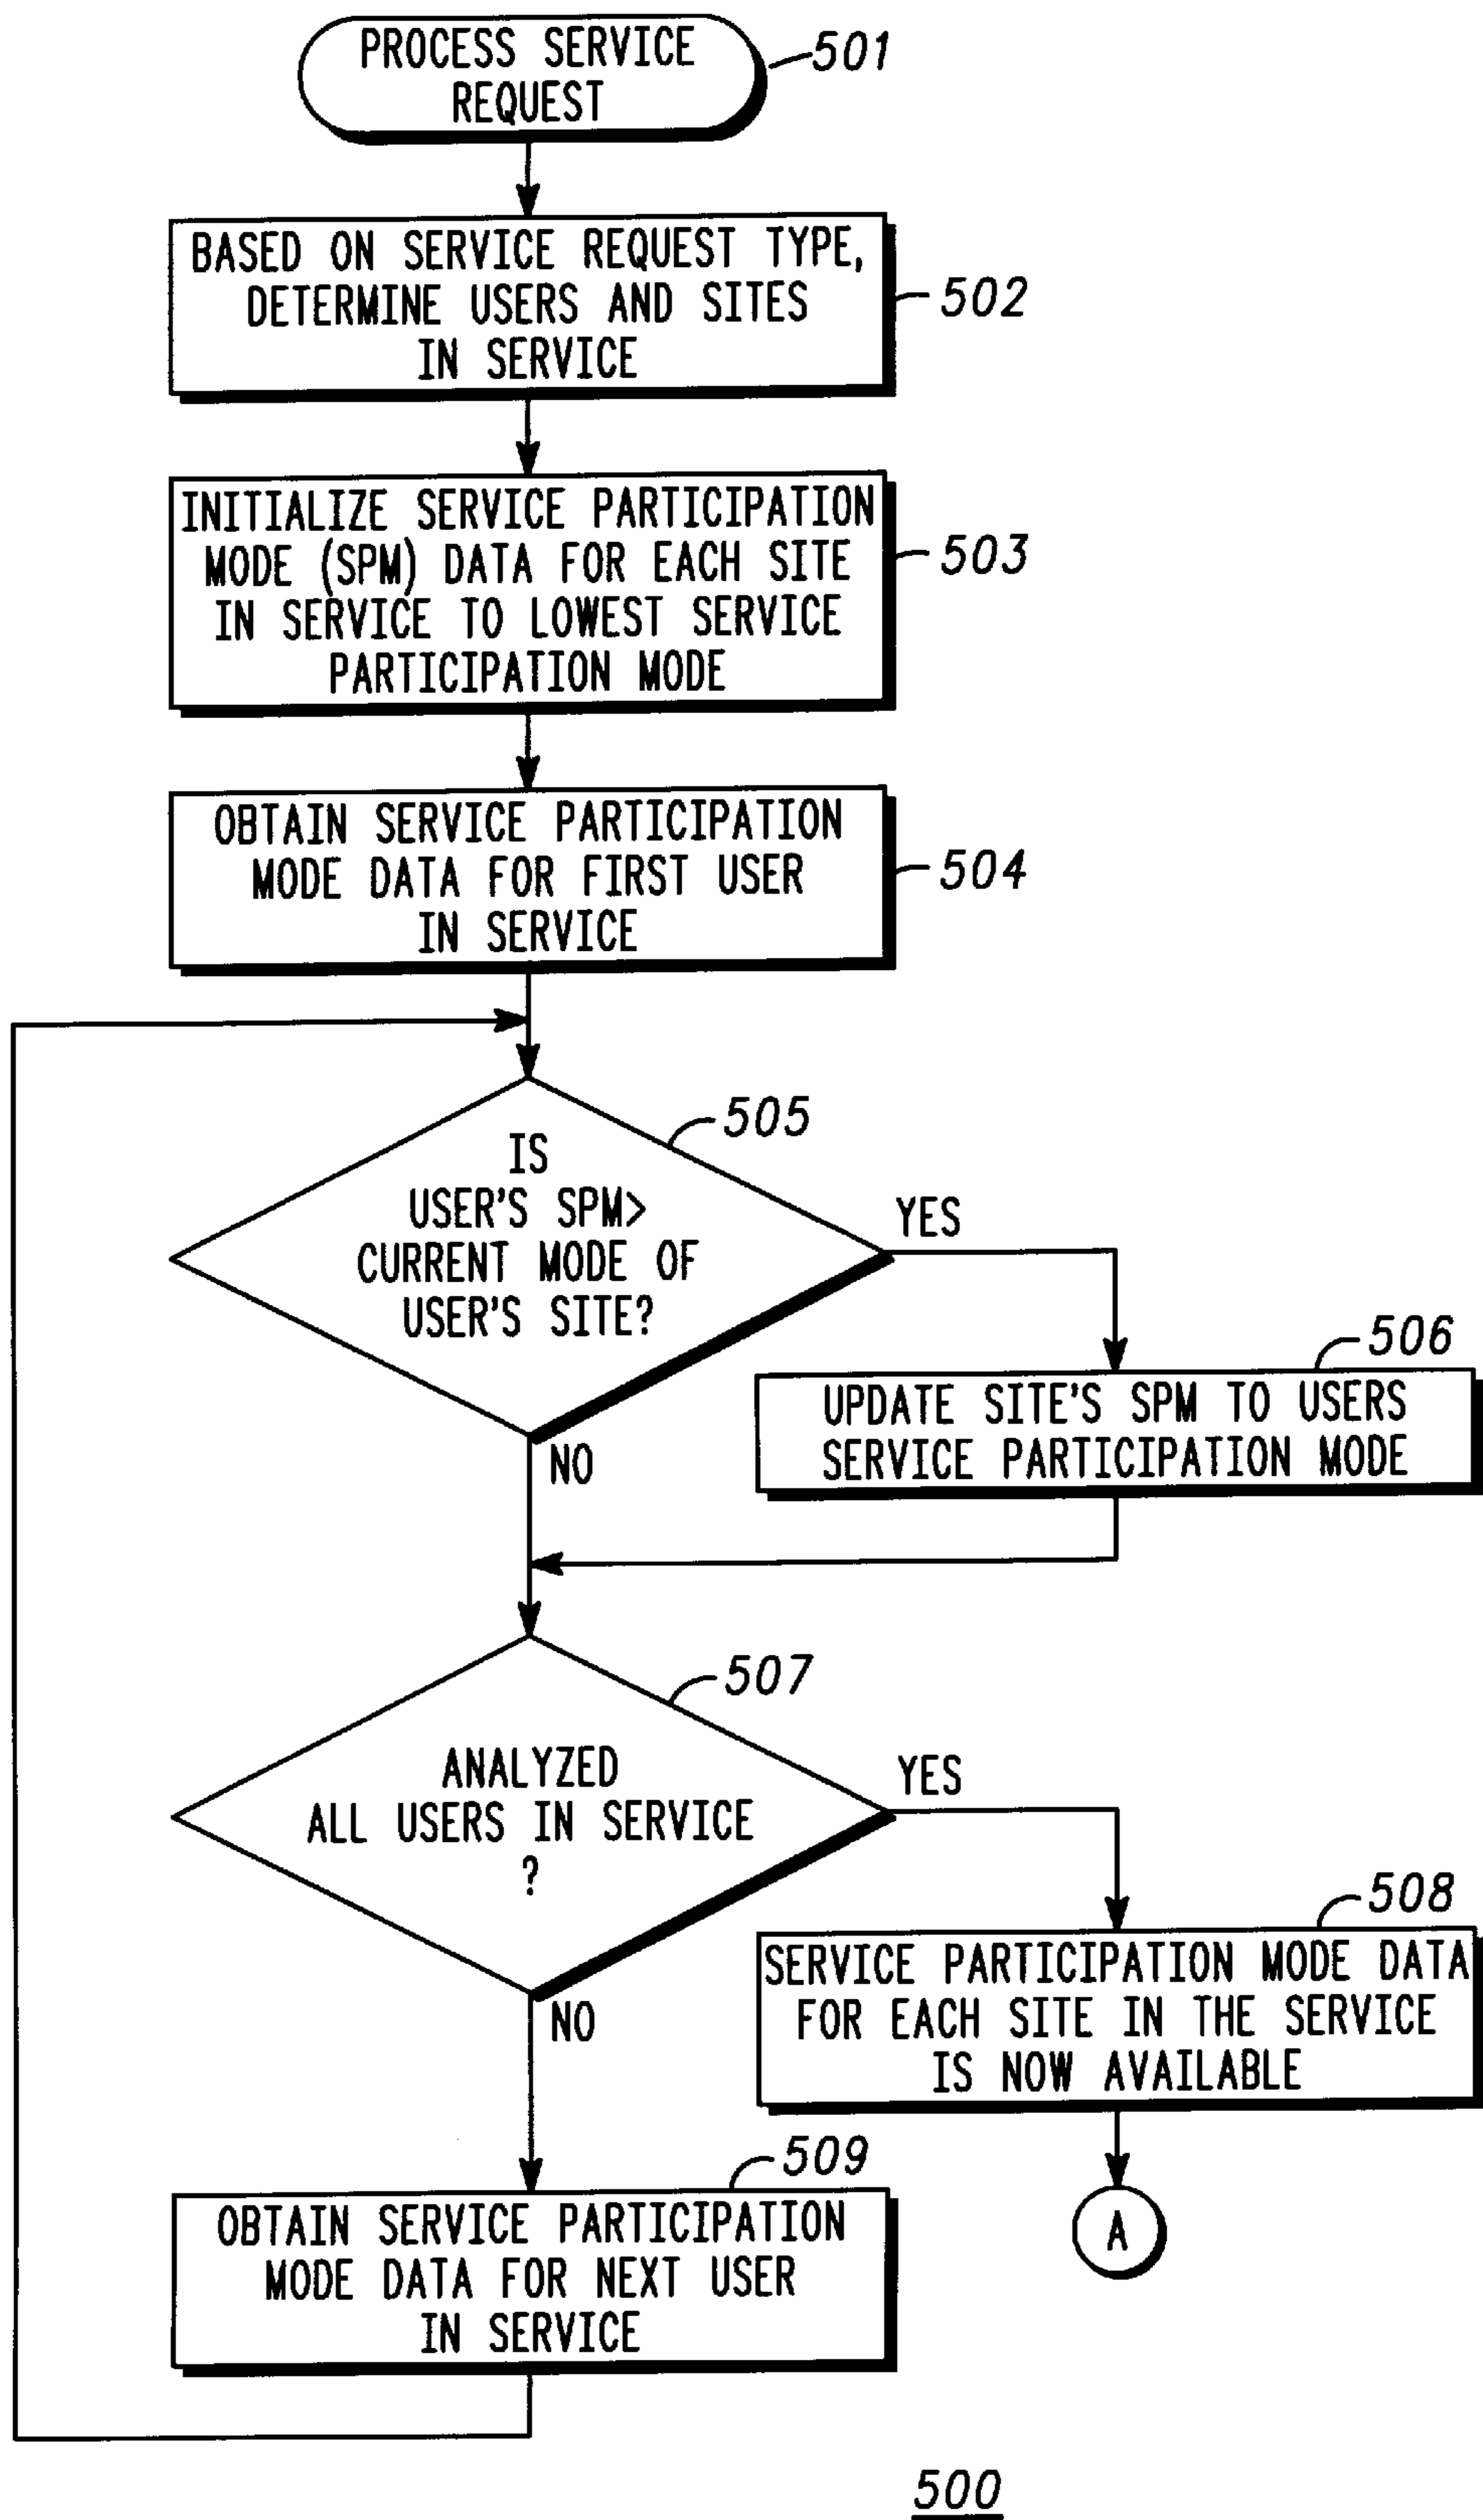 PROCESS SERVICE
REQUEST
501
BASED ON SERVICE REQUEST TYPE,
DETERMINE USERS AND SITES
IN SERVICE
502
INITIALIZE SERVICE PARTICIPATION
MODE (SPM) DATA FOR EACH SITE
IN SERVICE TO LOWEST SERVICE
PARTICIPATION MODE
503
OBTAIN SERVICE PARTICIPATION
MODE DATA FOR FIRST USER
IN SERVICE
504
505
IS
USER'S SPM>
CURRENT MODE OF
USER'S SITE?
YES
NO
506
UPDATE SITE'S SPM TO USERS
SERVICE PARTICIPATION MODE
507
ANALYZED
ALL USERS IN SERVICE
?
YES
NO
508
SERVICE PARTICIPATION MODE DATA
FOR EACH SITE IN THE SERVICE
IS NOW AVAILABLE
A
509
OBTAIN SERVICE PARTICIPATION
MODE DATA FOR NEXT USER
IN SERVICE
500